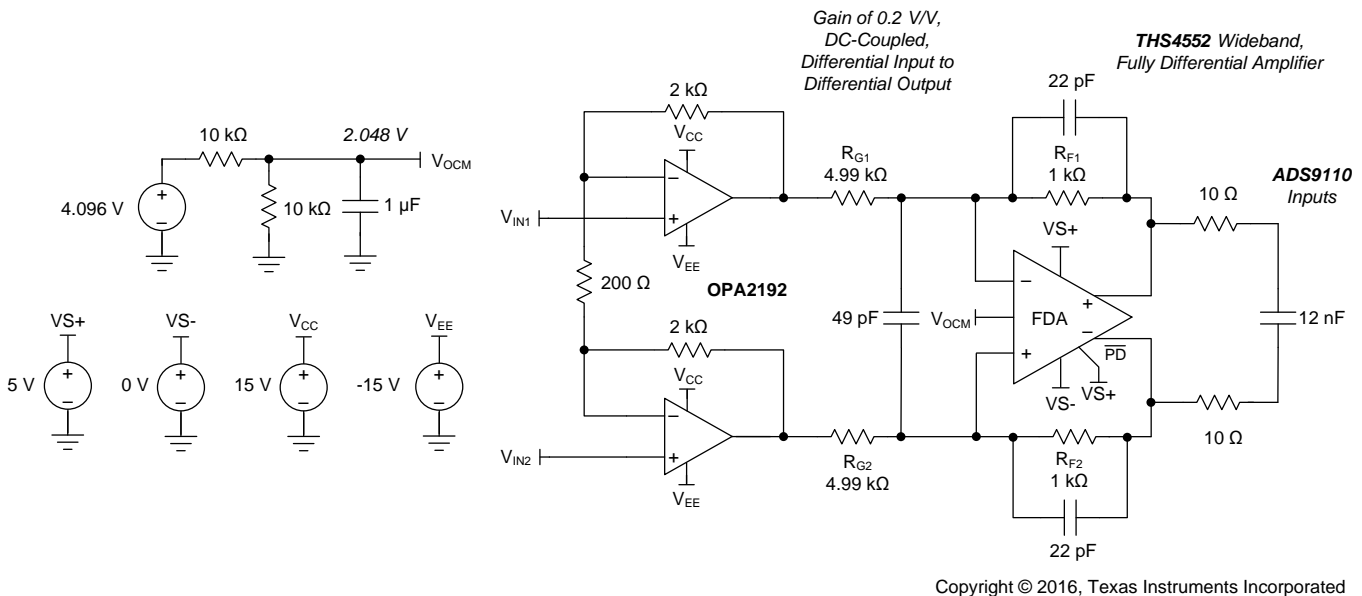 Gain of 0.2 V/V,
DC-Coupled,
Differential Input to
Differential Output
THS4552 Wideband,
Fully Differential Amplifier
10 kΩ
2.048 V
VOCM
4.096 V
+
−
10 kΩ
1 µF
VS+
5 V
+
−
VS-
0 V
+
−
VCC
15 V
+
−
VEE
-15 V
+
−
2 kΩ
VCC
−
+
VIN1
VEE
200 Ω
OPA2192
2 kΩ
VCC
−
+
VIN2
VEE
RG1
4.99 kΩ
49 pF
RG2
4.99 kΩ
22 pF
RF1
1 kΩ
VS+
−
+
VOCM
FDA
+
−
PD
VS-
VS+
RF2
1 kΩ
22 pF
10 Ω
ADS9110
Inputs
12 nF
10 Ω
Copyright © 2016, Texas Instruments Incorporated